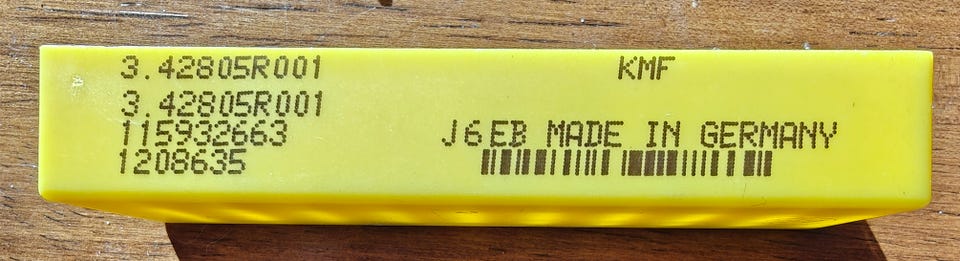 3.42805R001
KMF
3.42805R001
115932663
J6EB MADE IN GERMANY
1208635